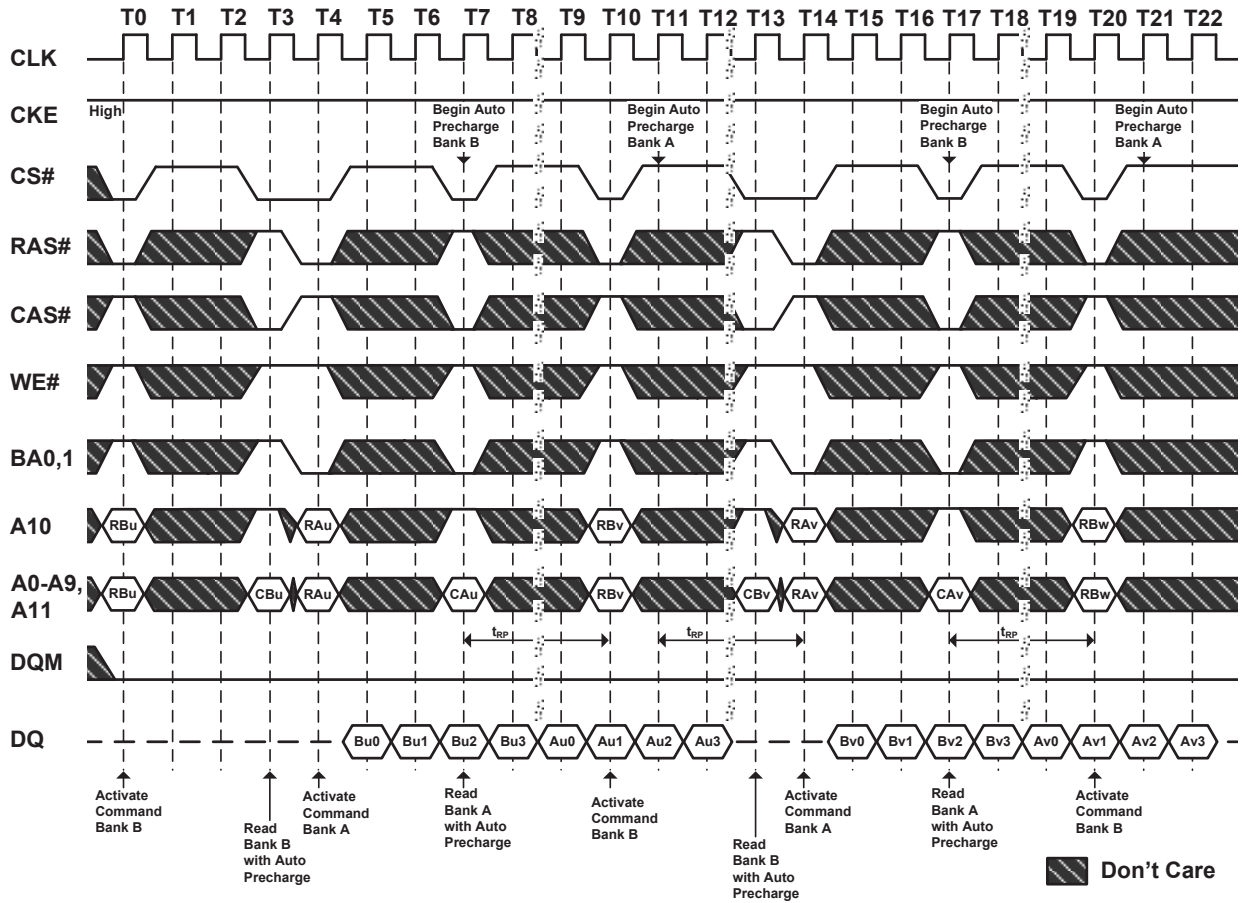 T0 T1 T2 T3 T4 T5 T6 T7 T8 T9 T10 T11 T12 T13 T14 T15 T16 T17 T18 T19 T20 T21 T22
CLK
CKE
High
Begin Auto
Precharge
Bank B
Begin Auto
Precharge
Bank A
Begin Auto
Precharge
Bank B
Begin Auto
Precharge
Bank A
CS#
RAS#
CAS#
WE#
BA0,1
A10
RBu RAu RBv RAv RBw
A0-A9,
A11
RBu CBu RAu CAu RBv CBv RAv CAv RBw
tRP tRP tRP
DQM
DQ
Bu0 Bu1 Bu2 Bu3 Au0 Au1 Au2 Au3 Bv0 Bv1 Bv2 Bv3 Av0 Av1 Av2 Av3
Activate
Command
Bank B
Read
Bank B
with Auto
Precharge
Activate
Command
Bank A
Read
Bank A
with Auto
Precharge
Activate
Command
Bank B
Read
Bank B
with Auto
Precharge
Activate
Command
Bank A
Read
Bank A
with Auto
Precharge
Activate
Command
Bank B
Don't Care